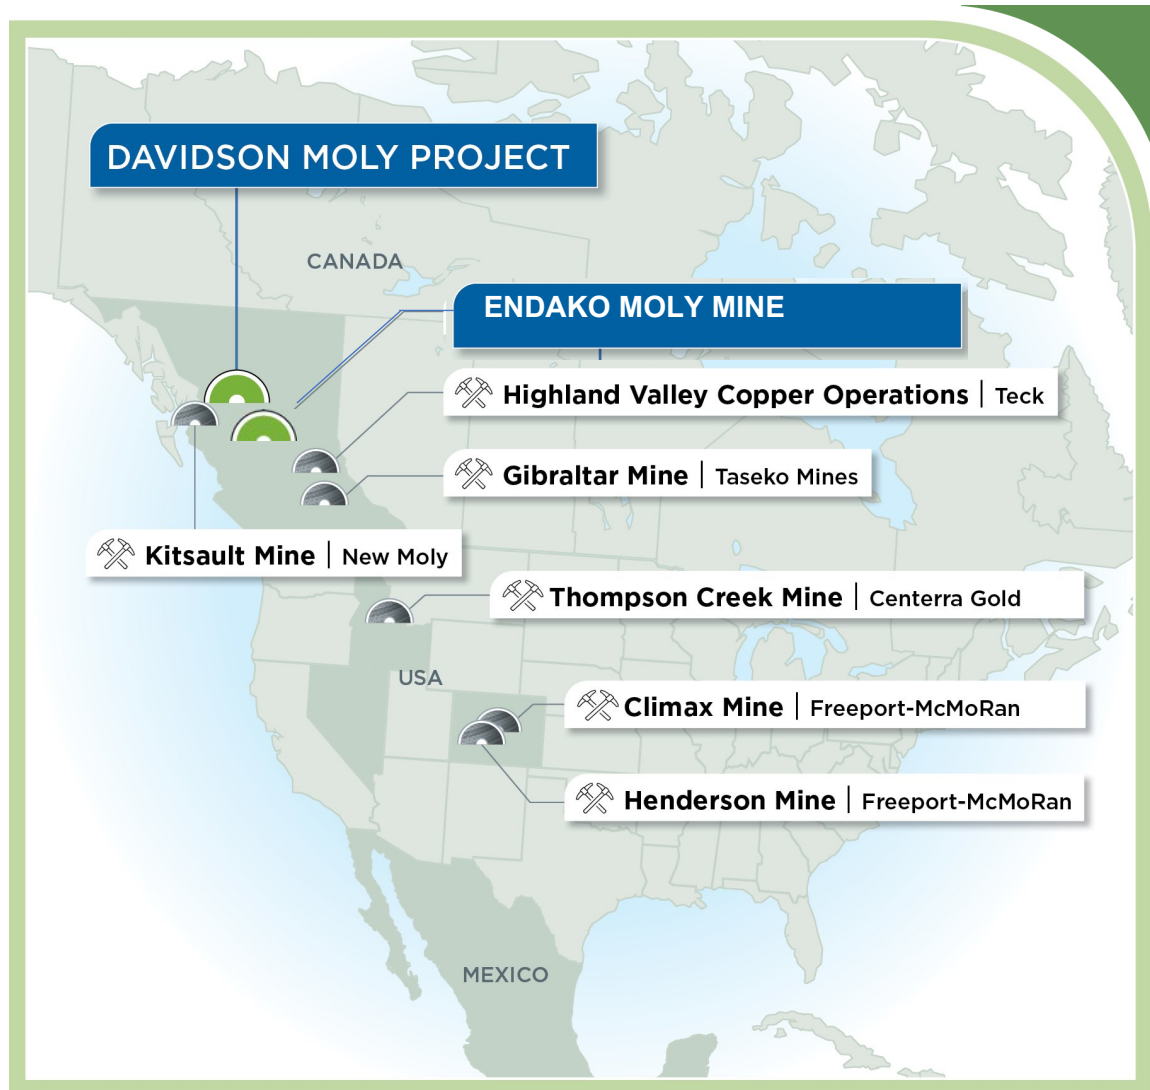 DAVIDSON MOLY PROJECT
CANADA
ENDAKO MOLY MINE
Highland Valley Copper Operations | Teck
Gibraltar Mine | Taseko Mines
Kitsault Mine | New Moly
Thompson Creek Mine | Centerra Gold
USA
Climax Mine | Freeport-McMoRan
Henderson Mine | Freeport-McMoRan
MEXICO